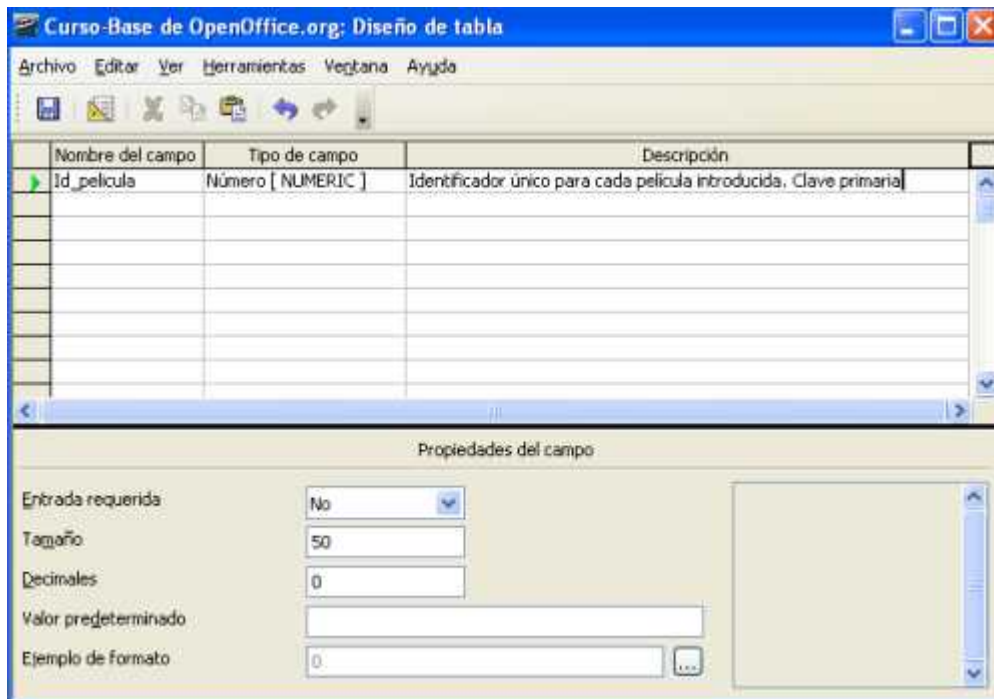 Curso-Base de OpenOffice.org: Diseño de tabla
Archivo Editar Ver Herramientas Ventana Ayuda
Nombre del campo Tipo de campo Descripción
Id_pelicula Número [ NUMERIC ] Identificador único para cada película introducida. Clave primaria
Propiedades del campo
Entrada requerida No
Tamaño 50
Decimales 0
Valor predeterminado
Ejemplo de formato 0 ...